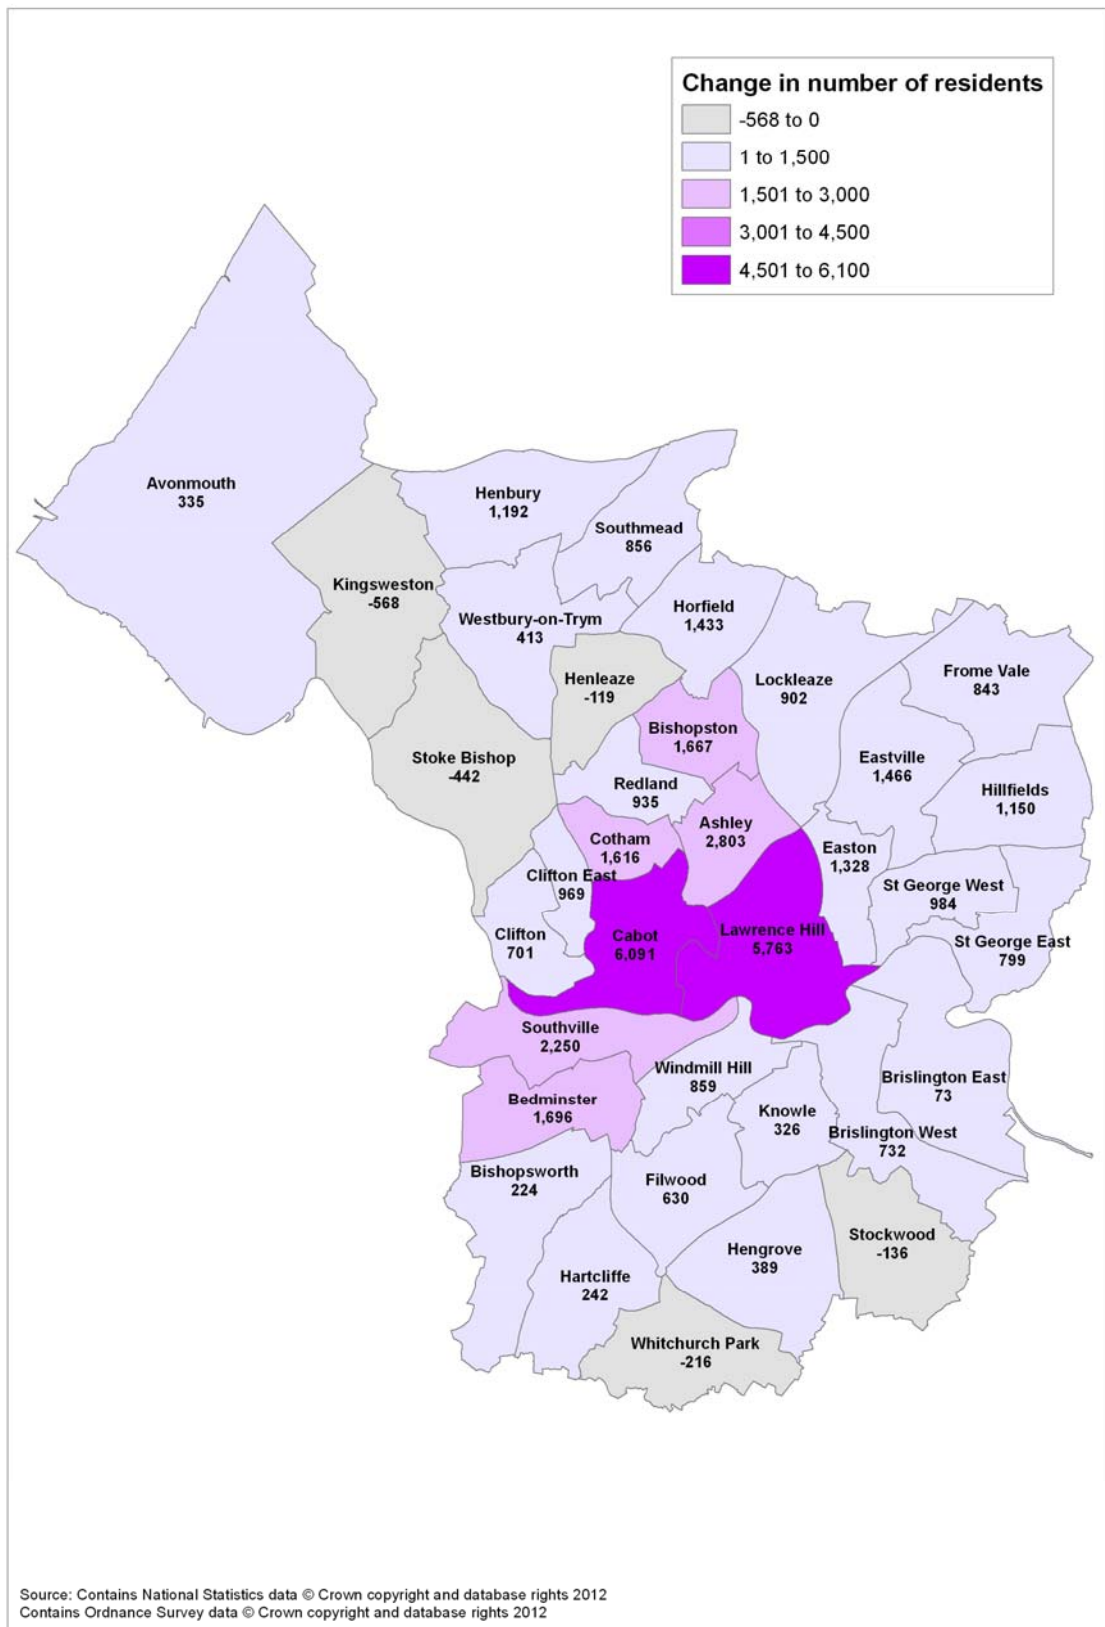 Change in number of residents
-568 to 0
1 to 1,500
1,501 to 3,000
3,001 to 4,500
4,501 to 6,100
Avonmouth
335
Henbury
1,192
Southmead
856
Kingsweston
-568
Westbury-on-Trym
413
Horfield
1,433
Henleaze
-119
Lockleaze
902
Frome Vale
843
Bishopston
1,667
Stoke Bishop
-442
Eastville
1,466
Redland
935
Hillfields
1,150
Ashley
2,803
Cotham
1,616
Easton
1,328
Clifton East
969
St George West
984
Clifton
701
Cabot
6,091
Lawrence Hill
5,763
St George East
799
Southville
2,250
Windmill Hill
859
Brislington East
73
Bedminster
1,696
Knowle
326
Brislington West
732
Bishopsworth
224
Filwood
630
Stockwood
-136
Hengrove
389
Hartcliffe
242
Whitchurch Park
-216
Source: Contains National Statistics data © Crown copyright and database rights 2012
Contains Ordnance Survey data © Crown copyright and database rights 2012